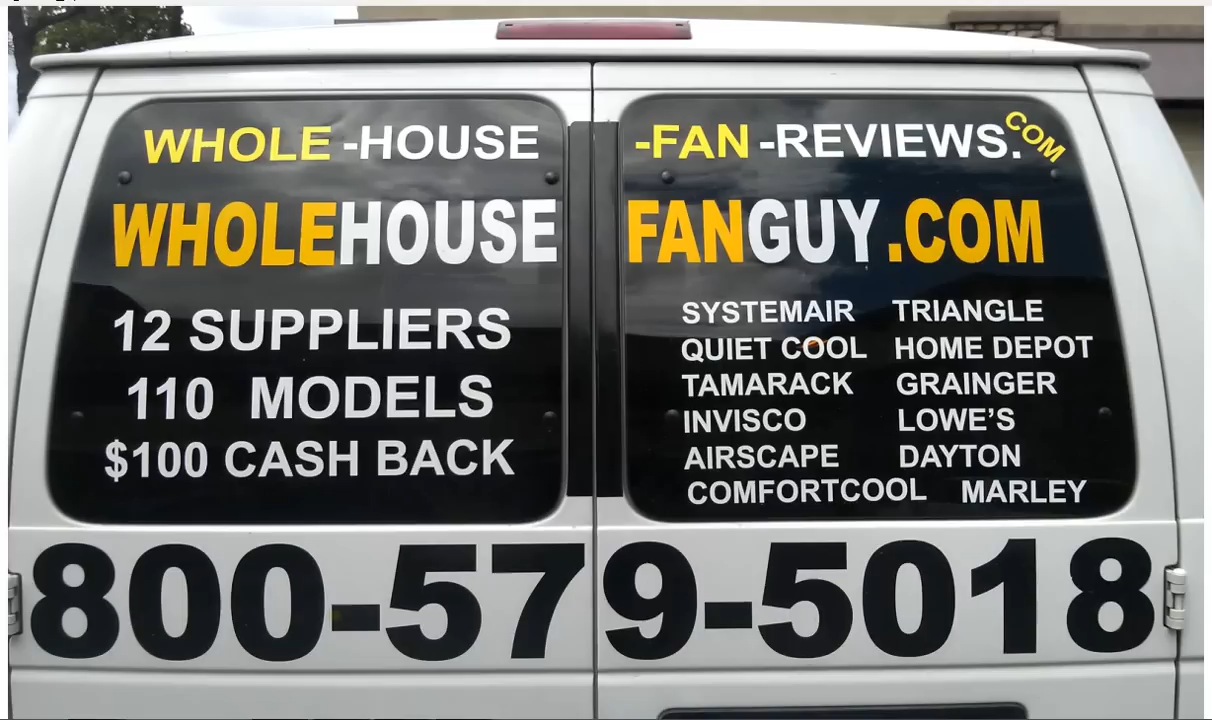 WHOLE -HOUSE -FAN -REVIEWS.COM
WHOLEHOUSE FANGUY.COM
12 SUPPLIERS
110 MODELS
$100 CASH BACK
SYSTEMAIR TRIANGLE
QUIET COOL HOME DEPOT
TAMARACK GRAINGER
INVISCO LOWE'S
AIRSCAPE DAYTON
COMFORTCOOL MARLEY
800-579-5018